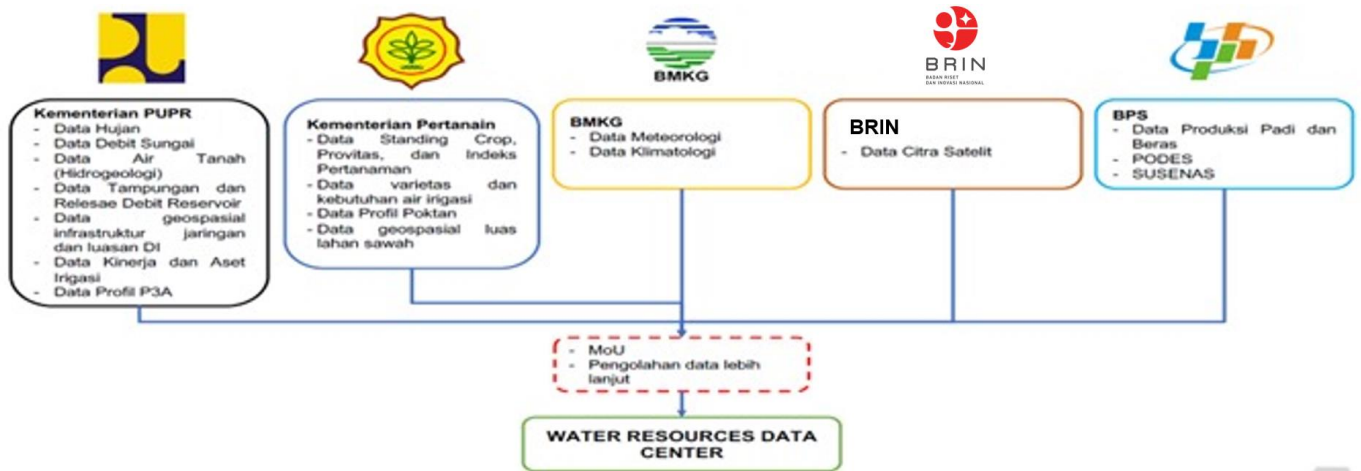 BMKG
BRIN
BADAN RISET
DAN INOVASI NASIONAL
Kementerian PUPR
- Data Hujan
- Data Debit Sungai
- Data Air Tanah
(Hidrogeologi)
- Data Tampungan dan
Relesae Debit Reservoir
- Data geospasial
infrastruktur jaringan
dan luasan DI
- Data Kinerja dan Aset
Irigasi
- Data Profil P3A
Kementerian Pertanain
- Data Standing Crop,
Provitas, dan Indeks
Pertanaman
- Data varietas dan
kebutuhan air irigasi
- Data Profil Poktan
- Data geospasial luas
lahan sawah
BMKG
- Data Meteorologi
- Data Klimatologi
BRIN
- Data Citra Satelit
BPS
- Data Produksi Padi dan
Beras
- PODES
- SUSENAS
- MoU
- Pengolahan data lebih
lanjut
WATER RESOURCES DATA
CENTER